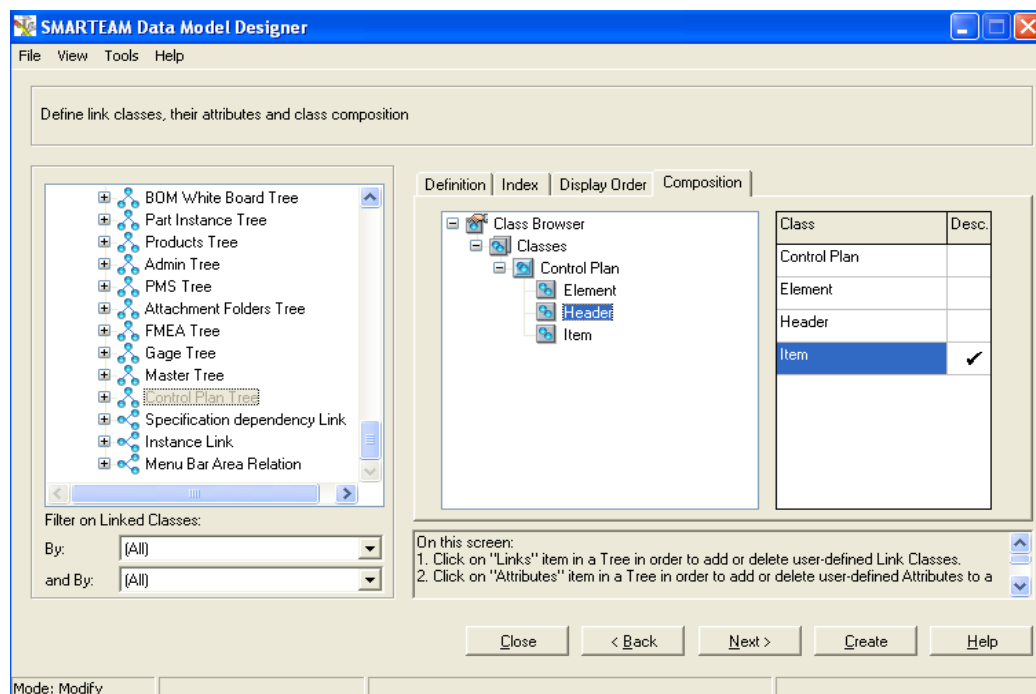 SMARTEAM Data Model Designer
File View Tools Help
Define link classes, their attributes and class composition
BOM White Board Tree
Part Instance Tree
Products Tree
Admin Tree
PMS Tree
Attachment Folders Tree
FMEA Tree
Gage Tree
Master Tree
Control Plan Tree
Specification dependency Link
Instance Link
Menu Bar Area Relation
Filter on Linked Classes:
By: (All)
and By: (All)
Definition Index Display Order Composition
Class Browser
Classes
Control Plan
Element
Header
Item
Class Desc.
Control Plan
Element
Header
Item
On this screen:
1. Click on "Links" item in a Tree in order to add or delete user-defined Link Classes.
2. Click on "Attributes" item in a Tree in order to add or delete user-defined Attributes to a
Close < Back Next > Create Help
Mode: Modify